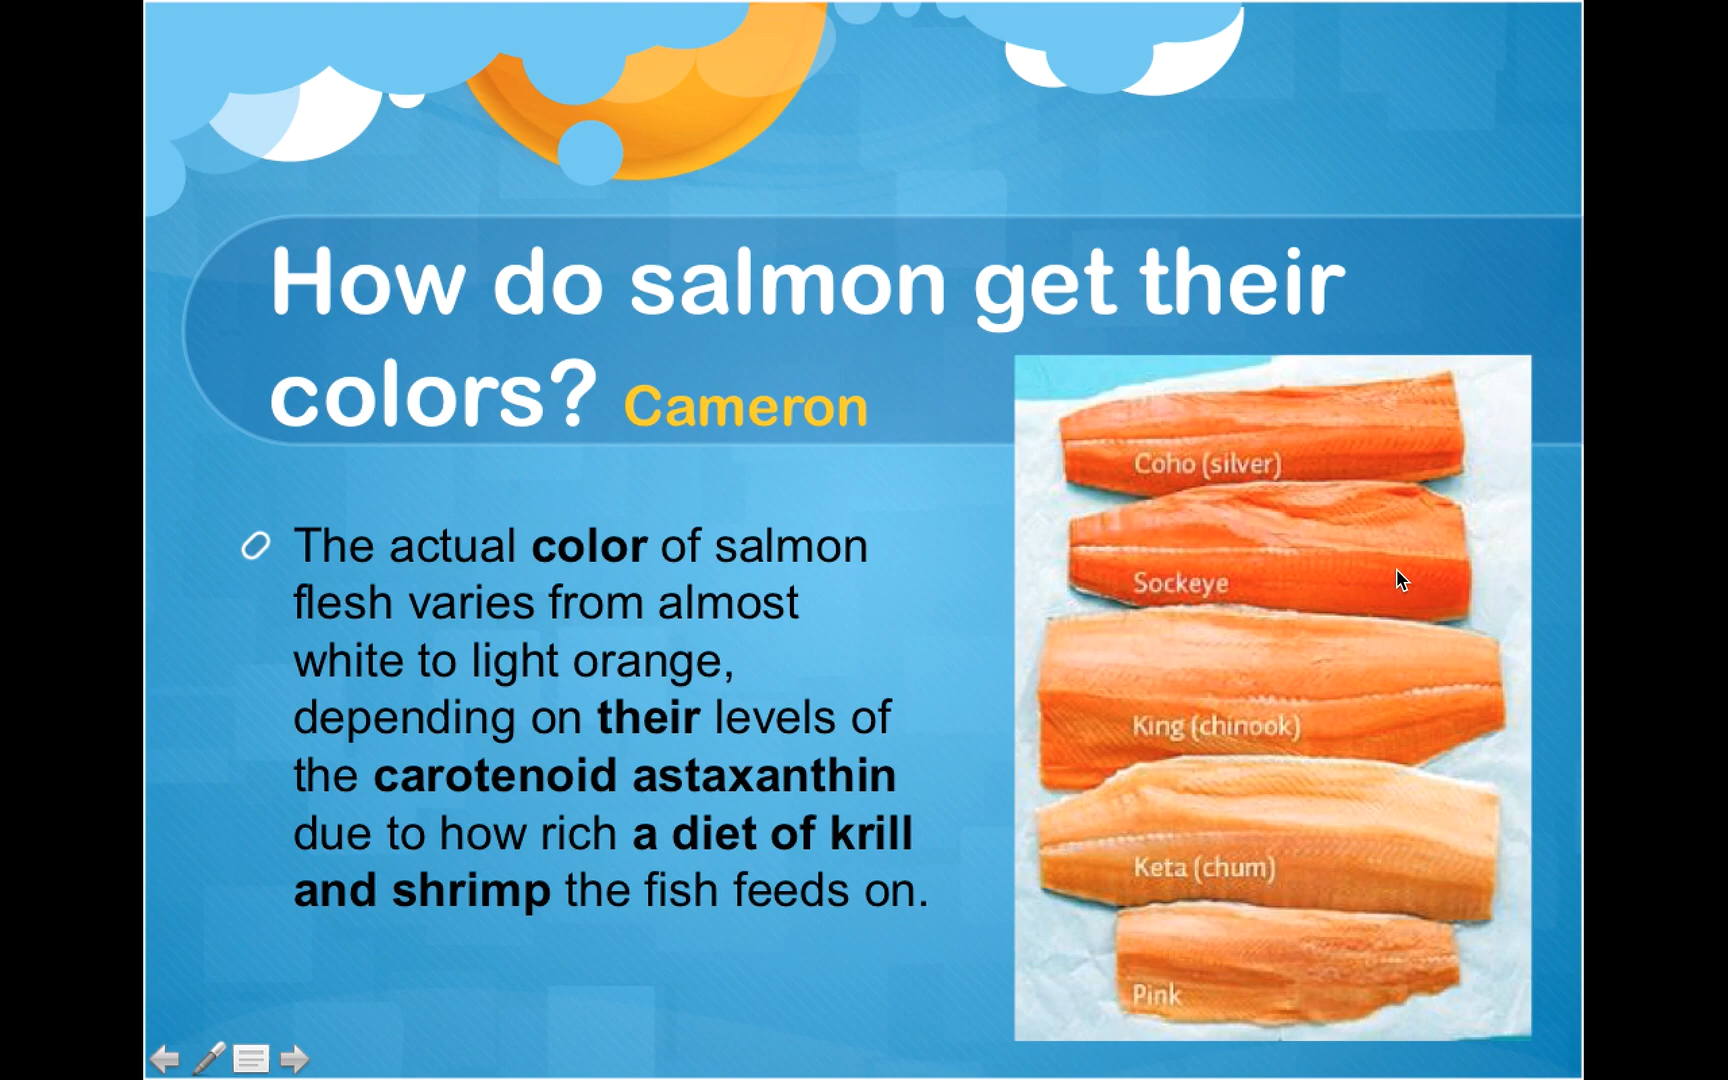 How do salmon get their
colors? Cameron
The actual color of salmon
flesh varies from almost
white to light orange,
depending on their levels of
the carotenoid astaxanthin
due to how rich a diet of krill
and shrimp the fish feeds on.
Coho (silver)
Sockeye
King (chinook)
Keta (chum)
Pink